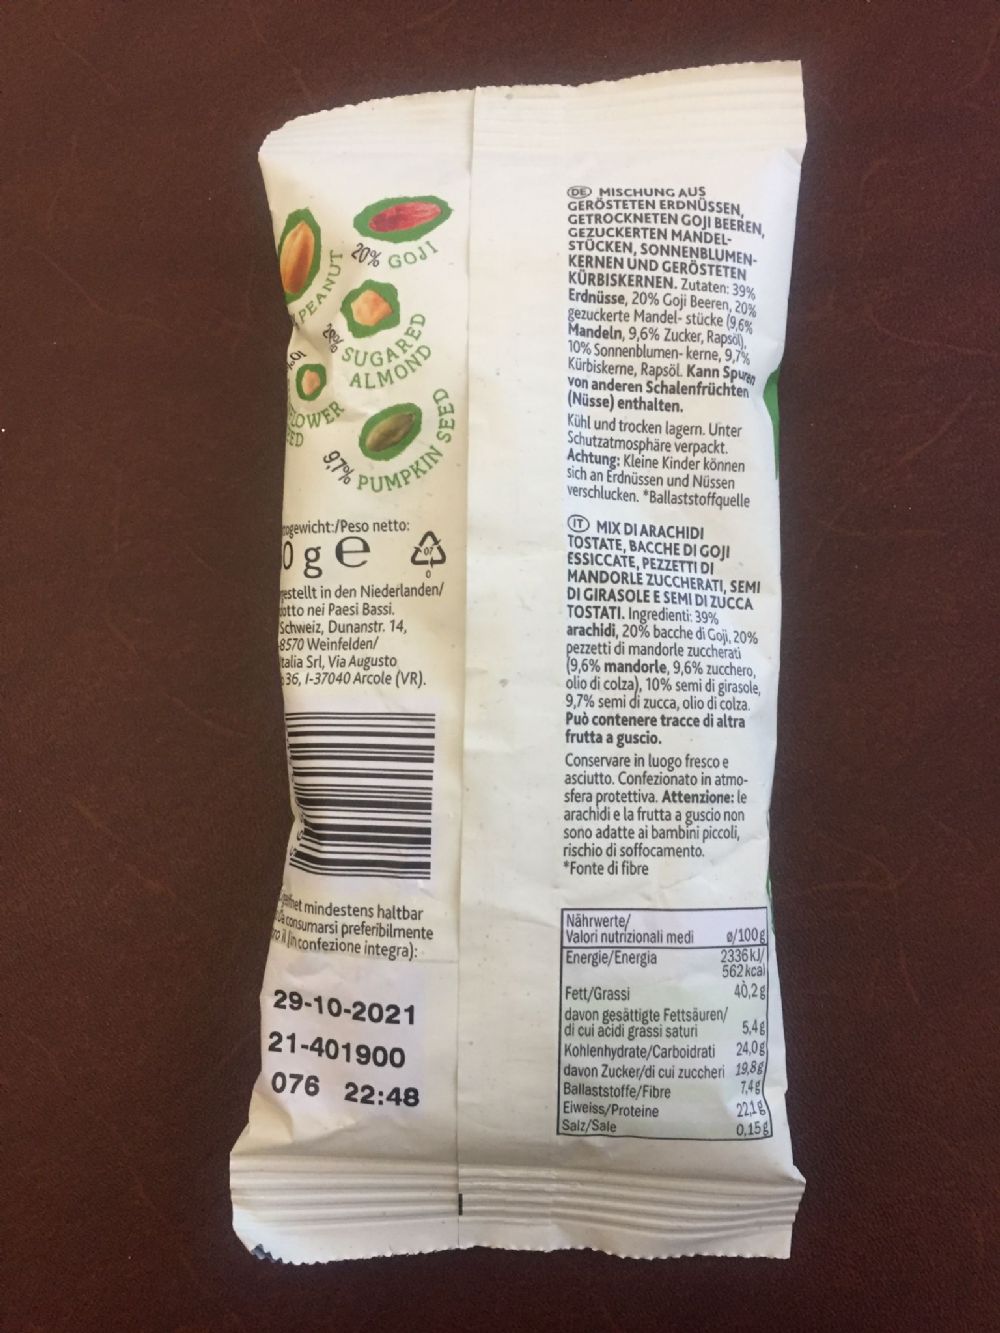 20% GOJI
PEANUT
20% SUGARED
ALMOND
9,7% PUMPKIN SEED
Peso netto:
g e
07
0
in den Niederlanden/
nei Paesi Bassi.
Schweiz, Dunanstr. 14,
8570 Weinfelden/
Srl, Via Augusto
36, I-37040 Arcole (VR).
mindestens haltbar
consumarsi preferibilmente
confezione integra):
29-10-2021
21-401900
076 22:48
DE MISCHUNG AUS
GERÖSTETEN ERDNÜSSEN,
GETROCKNETEN GOJI BEEREN,
GEZUCKERTEN MANDEL-
STÜCKEN, SONNENBLUMEN-
KERNEN UND GERÖSTETEN
KÜRBISKERNEN. Zutaten: 39%
Erdnüsse, 20% Goji Beeren, 20%
gezuckerte Mandel- stücke (9,6%
Mandeln, 9,6% Zucker, Rapsöl),
10% Sonnenblumen- kerne, 9,7%
Kürbiskerne, Rapsöl. Kann Spuren
von anderen Schalenfrüchten
(Nüsse) enthalten.
Kühl und trocken lagern. Unter
Schutzatmosphäre verpackt.
Achtung: Kleine Kinder können
sich an Erdnüssen und Nüssen
verschlucken. *Ballaststoffquelle
IT MIX DI ARACHIDI
TOSTATE, BACCHE DI GOJI
ESSICCATE, PEZZETTI DI
MANDORLE ZUCCHERATI, SEMI
DI GIRASOLE E SEMI DI ZUCCA
TOSTATI. Ingredienti: 39%
arachidi, 20% bacche di Goji, 20%
pezzetti di mandorle zuccherati
(9,6% mandorle, 9,6% zucchero,
olio di colza), 10% semi di girasole,
9,7% semi di zucca, olio di colza.
Può contenere tracce di altra
frutta a guscio.
Conservare in luogo fresco e
asciutto. Confezionato in atmo-
sfera protettiva. Attenzione: le
arachidi e la frutta a guscio non
sono adatte ai bambini piccoli,
rischio di soffocamento.
*Fonte di fibre
Nährwerte/
Valori nutrizionali medi ø/100g
Energie/Energia 2336 kJ/
562 kcal
Fett/Grassi 40,2g
davon gesättigte Fettsäuren/
di cui acidi grassi saturi 5,4g
Kohlenhydrate/Carboidrati 24,0g
davon Zucker/di cui zuccheri 19,8g
Ballaststoffe/Fibre 7,4g
Eiweiss/Proteine 22,1g
Salz/Sale 0,15g